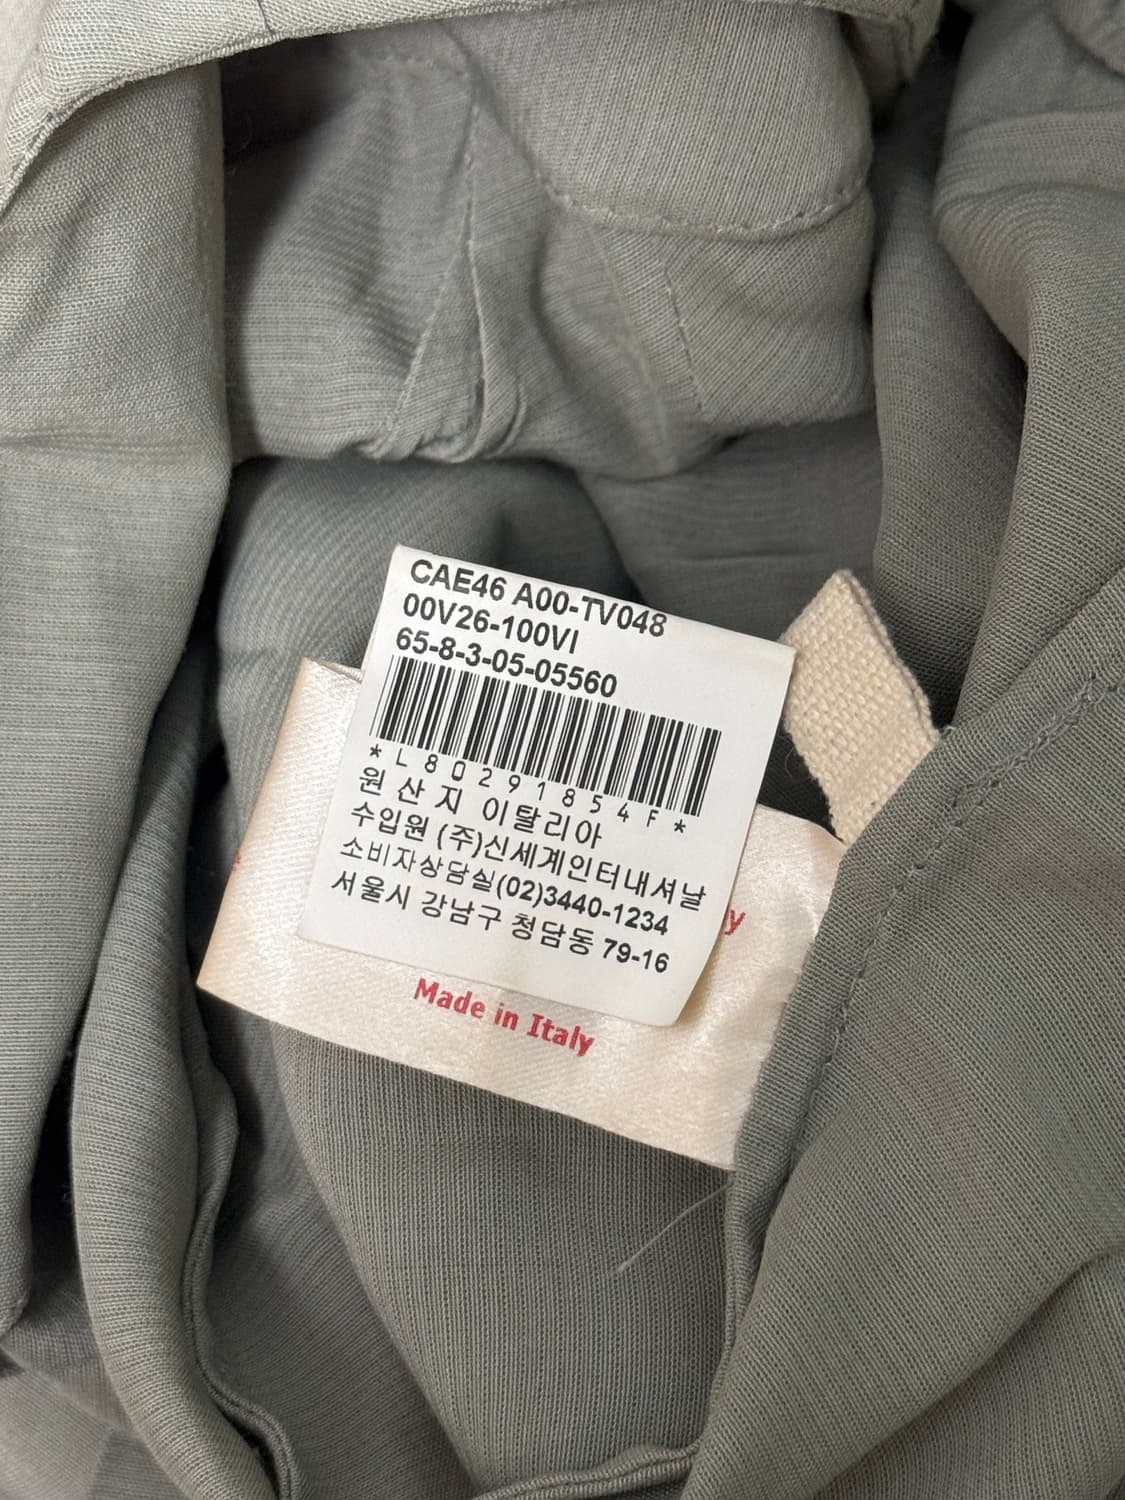 CAE46 A00-TV048
00V26-100VI
65-8-3-05-05560
*L80291854F*
원산지 이탈리아
수입원 (주)신세계인터내셔날
소비자상담실(02)3440-1234
서울시 강남구 청담동 79-16
Made in Italy